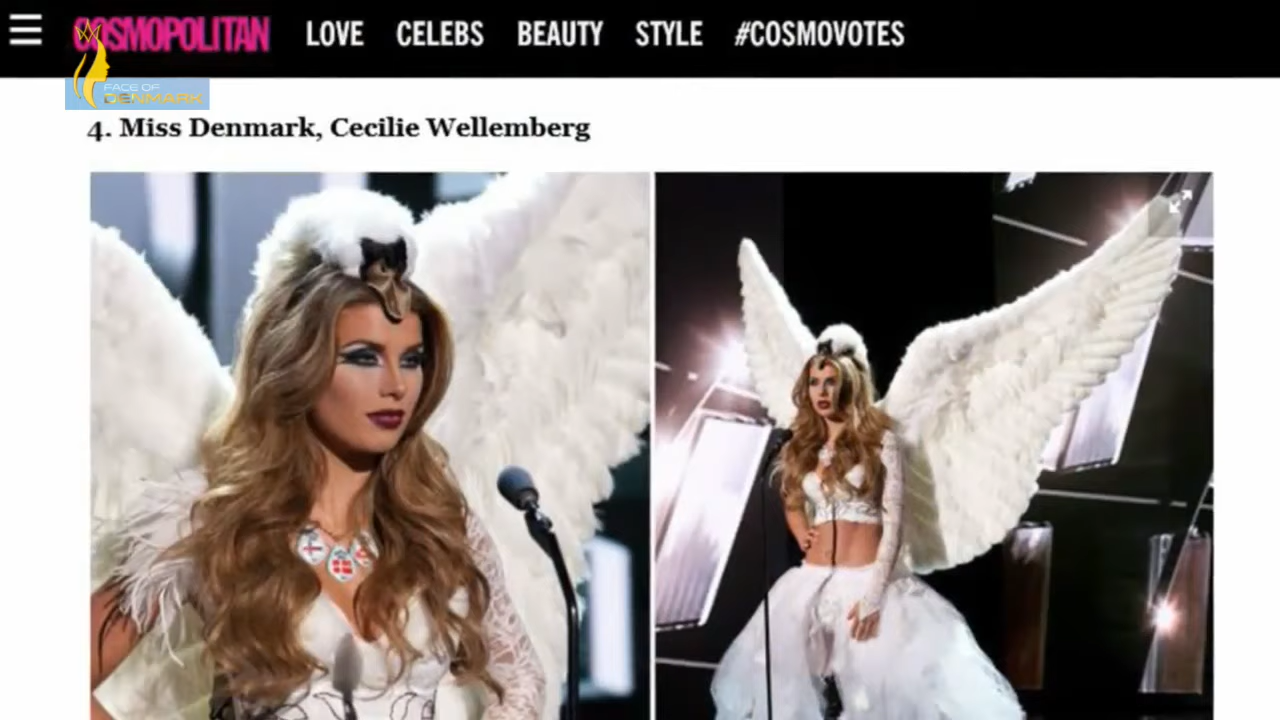 COSMOPOLITAN LOVE CELEBS BEAUTY STYLE #COSMOVOTES
FACE OF
DENMARK
4. Miss Denmark, Cecilie Wellemberg